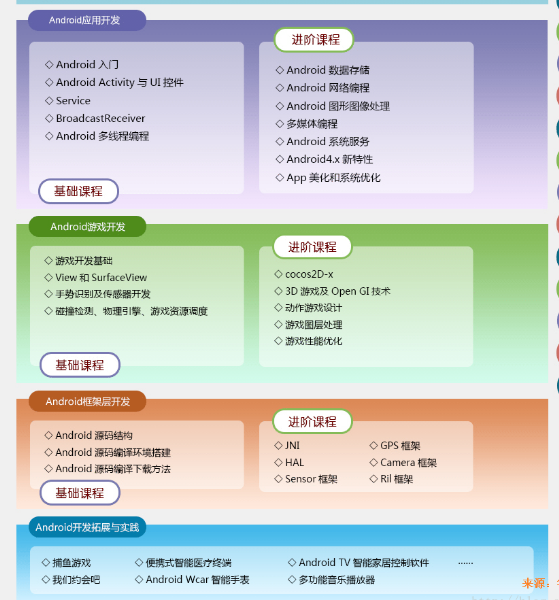 Android应用开发
◇ Android 入门
◇ Android Activity 与 UI 控件
◇ Service
◇ BroadcastReceiver
◇ Android 多线程编程
基础课程
进阶课程
◇ Android 数据存储
◇ Android 网络编程
◇ Android 图形图像处理
◇ 多媒体编程
◇ Android 系统服务
◇ Android4.x 新特性
◇ App 美化和系统优化
Android游戏开发
◇ 游戏开发基础
◇ View 和 SurfaceView
◇ 手势识别及传感器开发
◇ 碰撞检测、物理引擎、游戏资源调度
基础课程
进阶课程
◇ cocos2D-x
◇ 3D 游戏及 Open Gl 技术
◇ 动作游戏设计
◇ 游戏图层处理
◇ 游戏性能优化
Android框架层开发
◇ Android 源码结构
◇ Android 源码编译环境搭建
◇ Android 源码编译下载方法
基础课程
进阶课程
◇ JNI ◇ GPS 框架
◇ HAL ◇ Camera 框架
◇ Sensor 框架 ◇ Ril 框架
Android开发拓展与实践
◇ 捕鱼游戏 ◇ 便携式智能医疗终端 ◇ Android TV 智能家居控制软件 ······
◇ 我们约会吧 ◇ Android Wcar 智能手表 ◇ 多功能音乐播放器
来源: